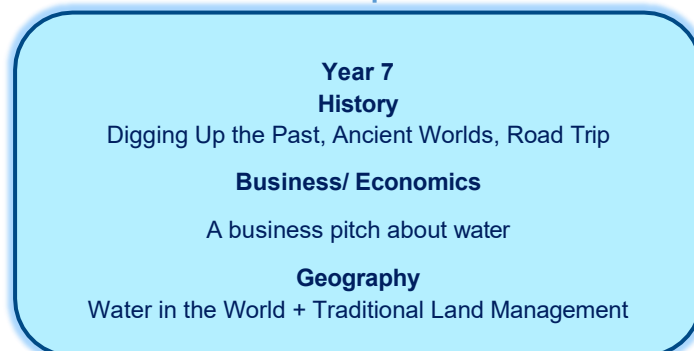 Year 7
History
Digging Up the Past, Ancient Worlds, Road Trip
Business/ Economics
A business pitch about water
Geography
Water in the World + Traditional Land Management